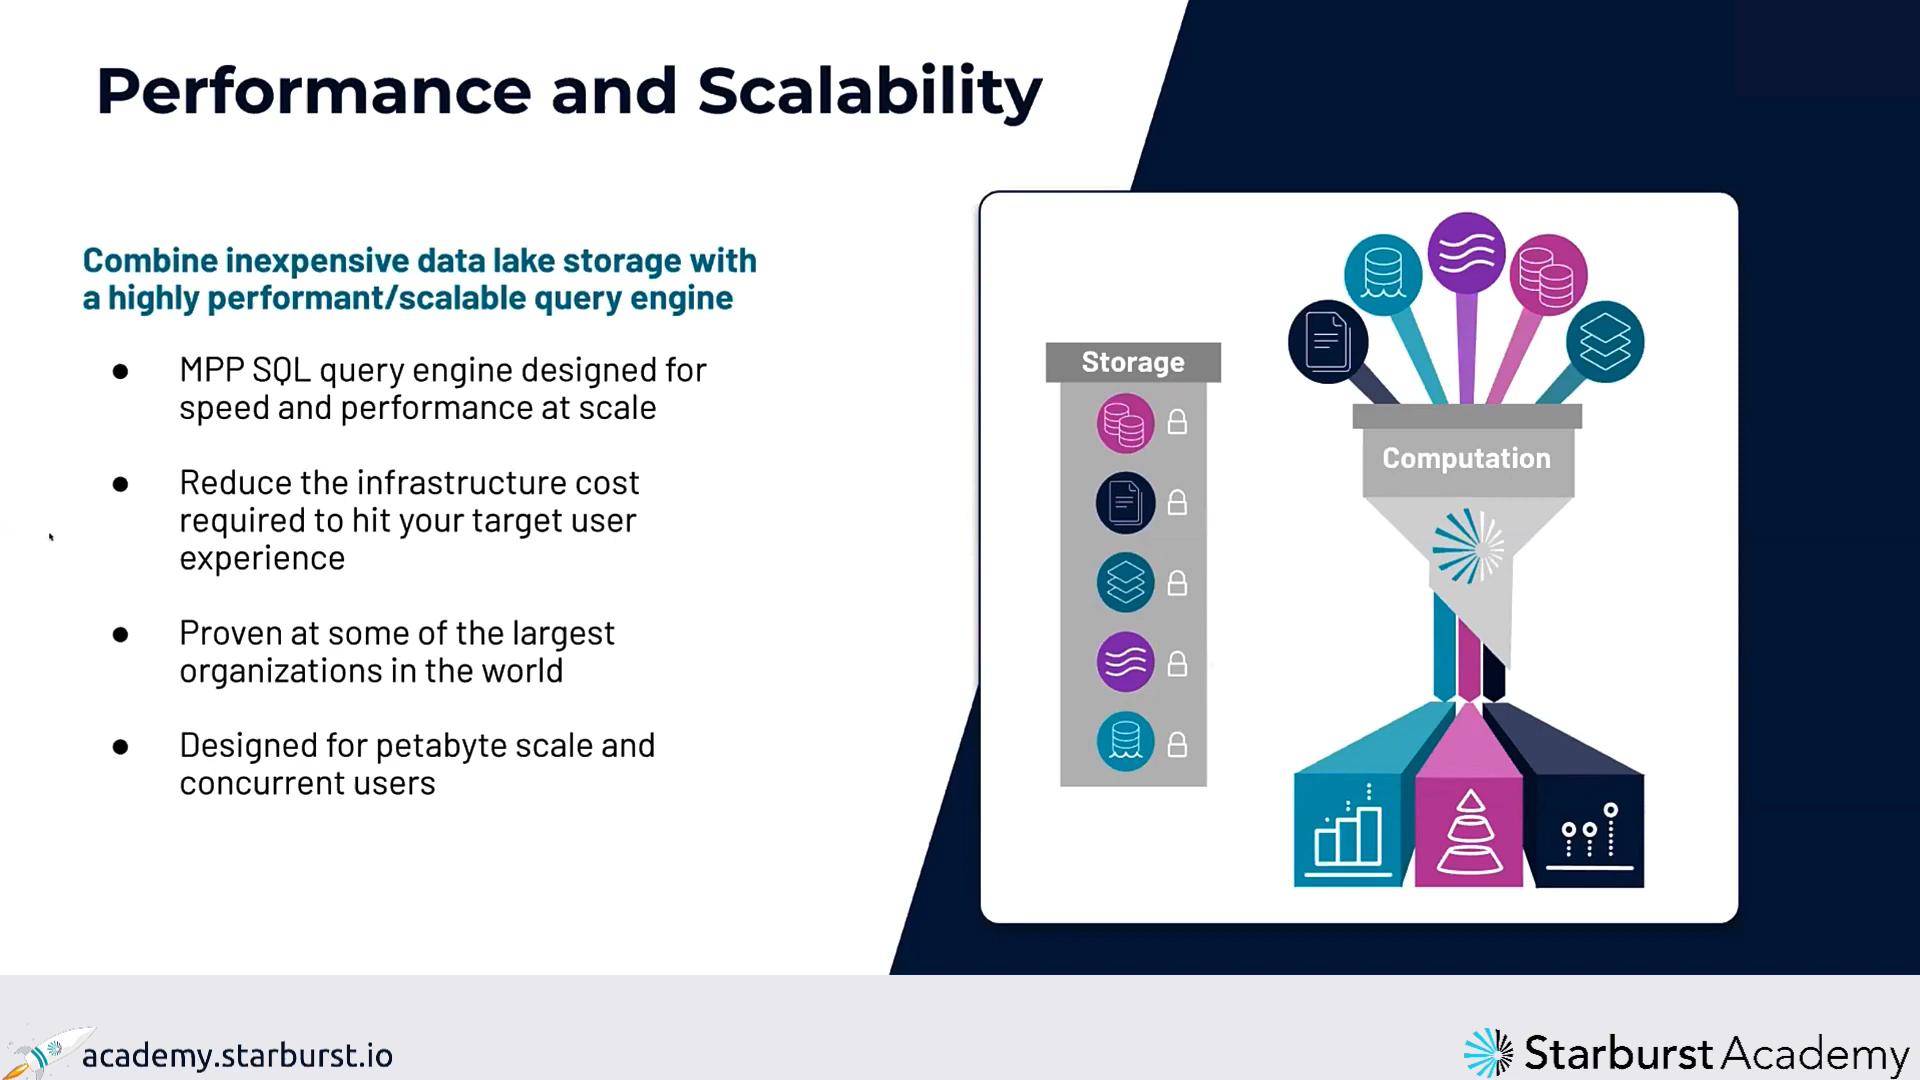 Performance and Scalability
Combine inexpensive data lake storage with
a highly performant/scalable query engine
● MPP SQL query engine designed for
speed and performance at scale
● Reduce the infrastructure cost
required to hit your target user
experience
● Proven at some of the largest
organizations in the world
● Designed for petabyte scale and
concurrent users
Storage
Computation
academy.starburst.io
Starburst Academy